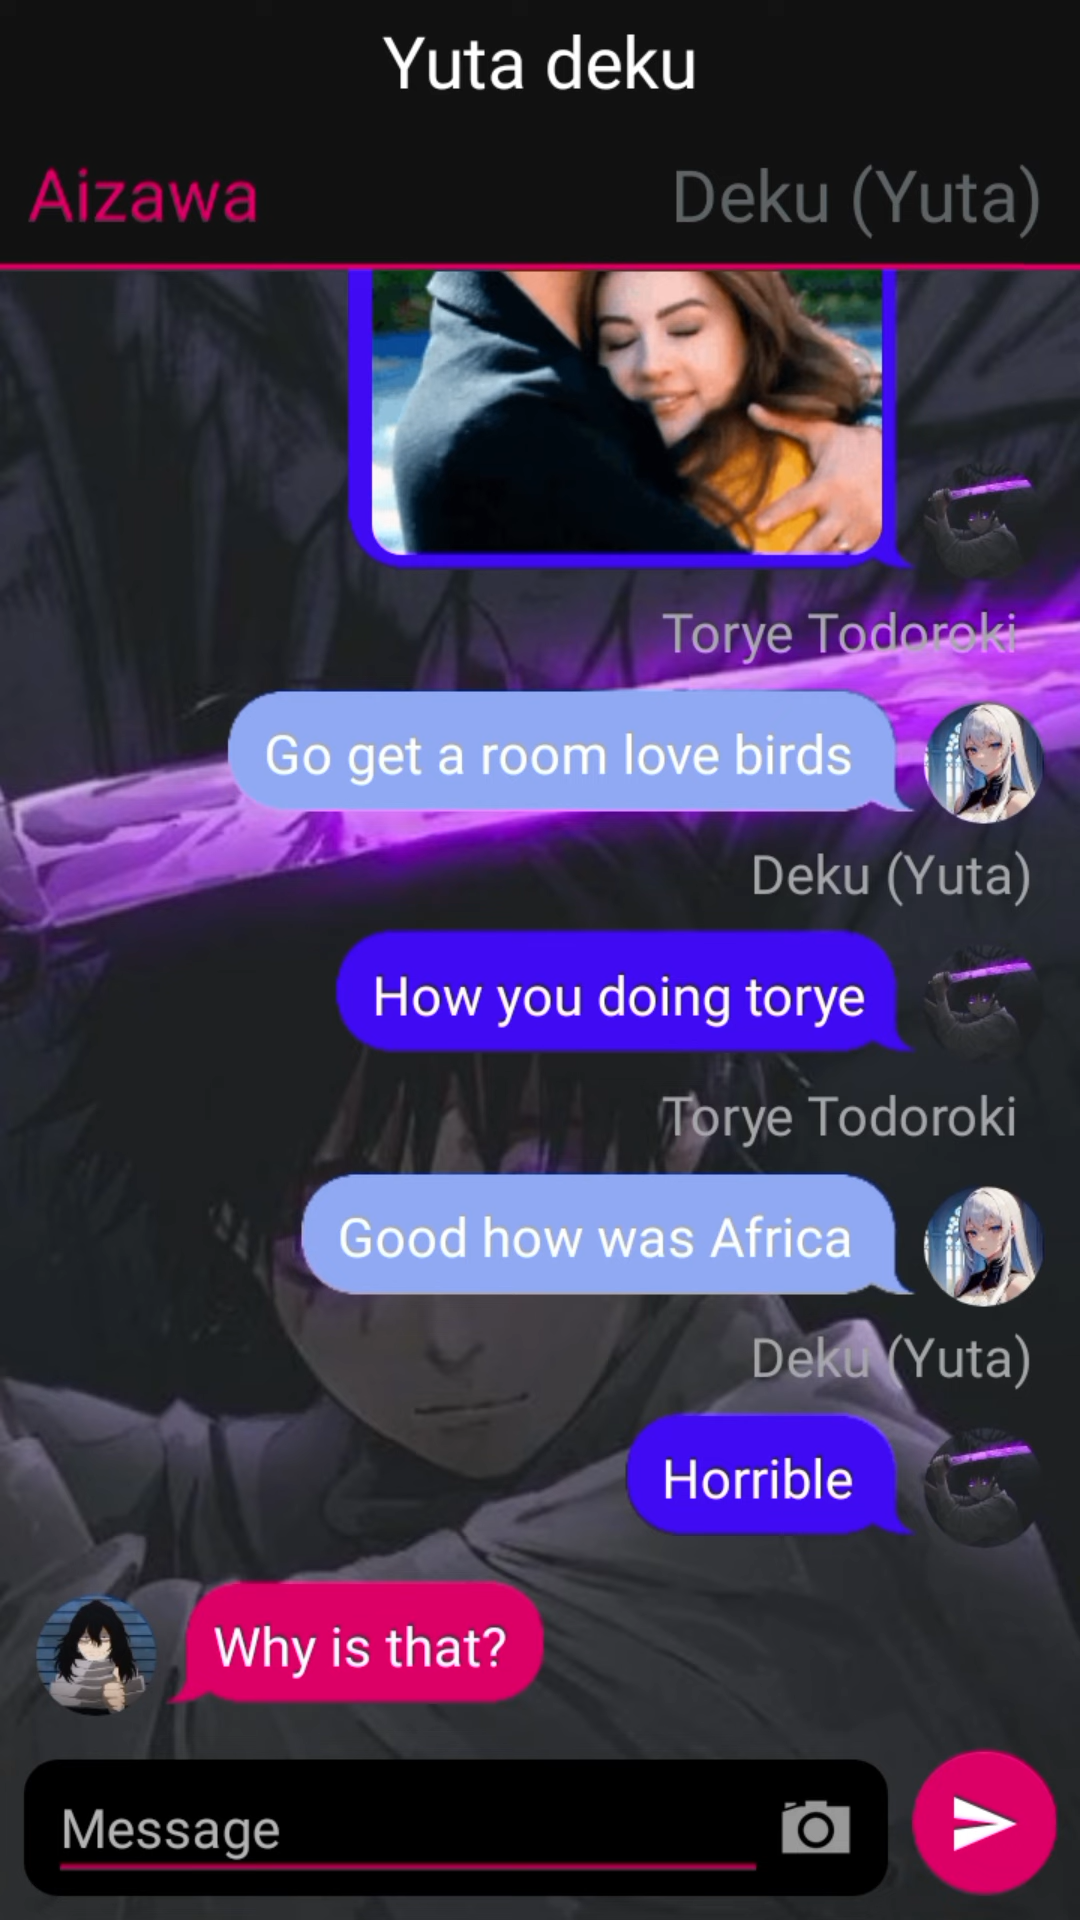 Yuta deku
Aizawa
Deku (Yuta)
Torye Todoroki
Go get a room love birds
Deku (Yuta)
How you doing torye
Torye Todoroki
Good how was Africa
Deku (Yuta)
Horrible
Why is that?
Message